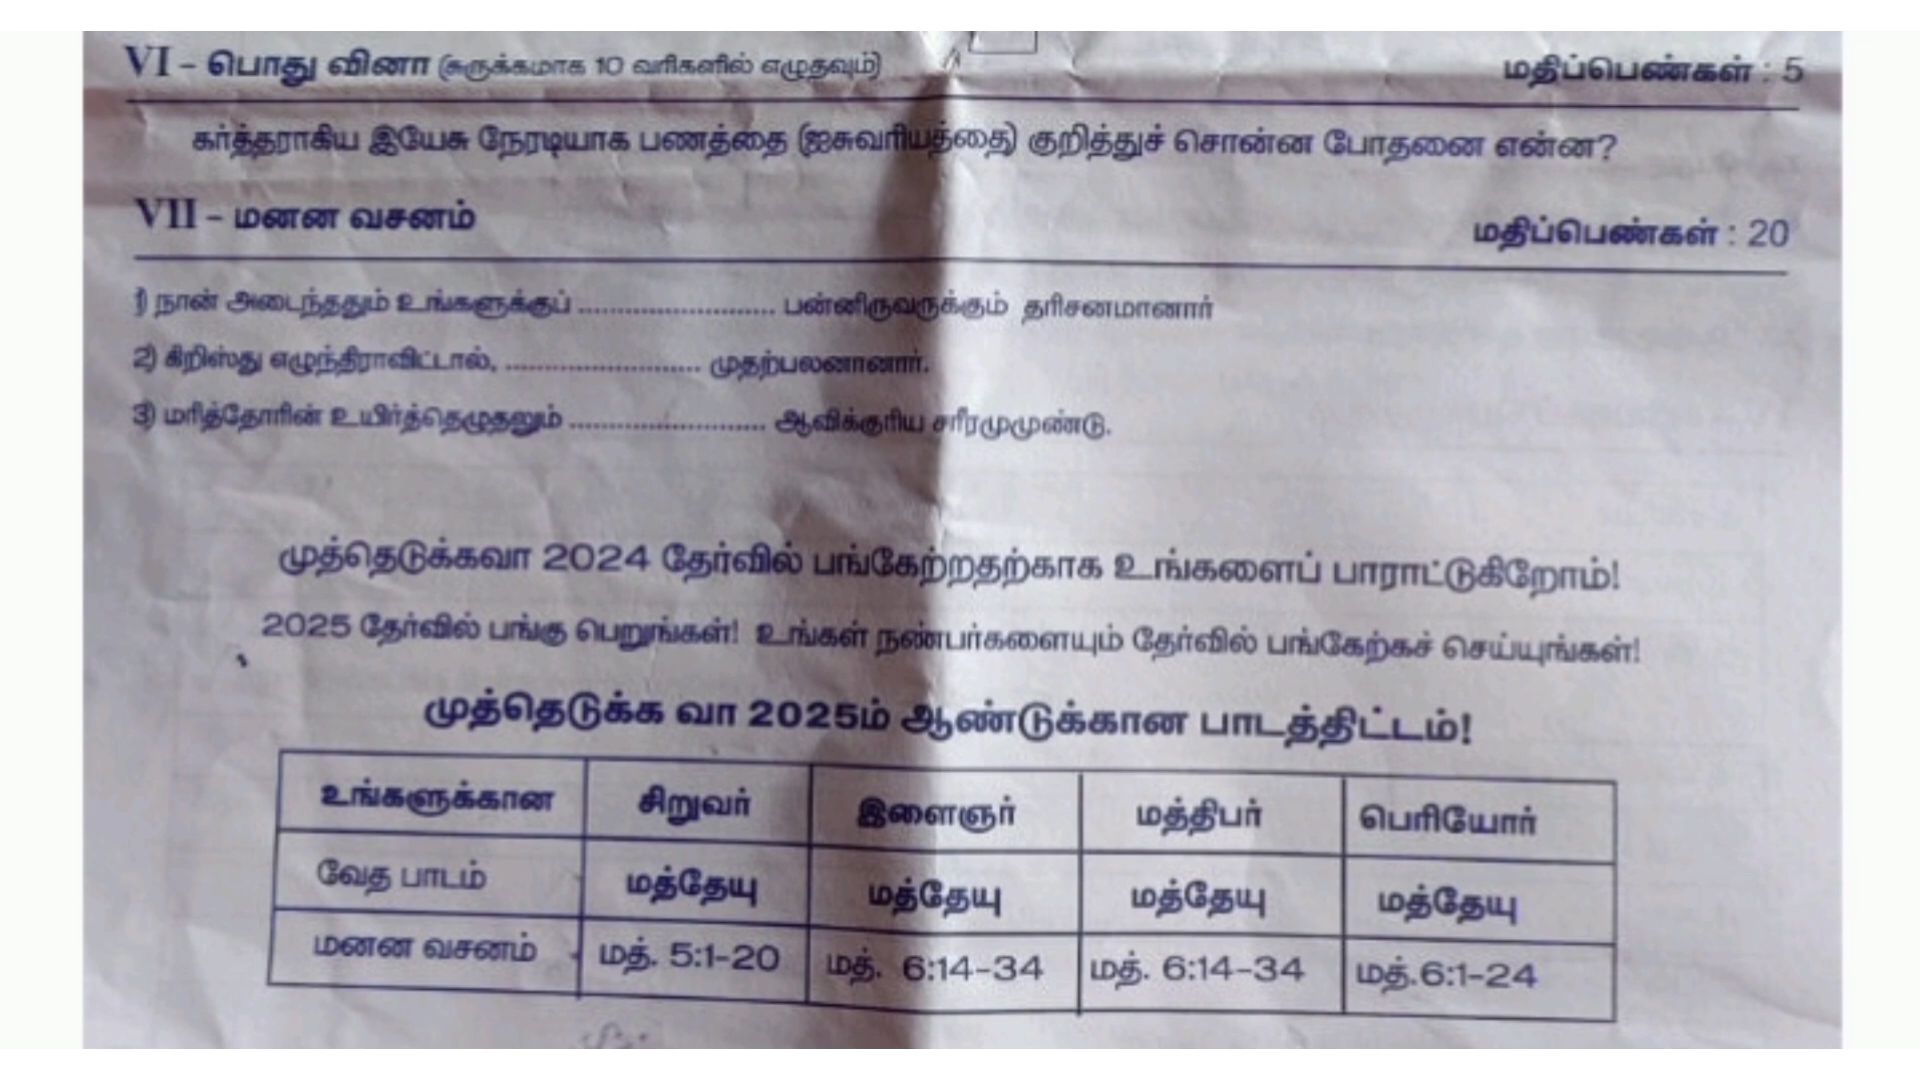 VI - பொது வினா (சுருக்கமாக 10 வரிகளில் எழுதவும்) மதிப்பெண்கள் : 5
கர்த்தராகிய இயேசு நேரடியாக பணத்தை (ஐசுவரியத்தை) குறித்துச் சொன்ன போதனை என்ன?
VII - மனன வசனம் மதிப்பெண்கள் : 20
1) நான் அடைந்ததும் உங்களுக்குப் ........................ பன்னிருவருக்கும் தரிசனமானார்
2) கிறிஸ்து எழுந்திராவிட்டால், ........................ முதற்பலனானார்.
3) மரித்தோரின் உயிர்த்தெழுதலும் ........................ ஆவிக்குரிய சரீரமுமுண்டு.
முத்தெடுக்கவா 2024 தேர்வில் பங்கேற்றதற்காக உங்களைப் பாராட்டுகிறோம்!
2025 தேர்வில் பங்கு பெறுங்கள்! உங்கள் நண்பர்களையும் தேர்வில் பங்கேற்கச் செய்யுங்கள்!
முத்தெடுக்க வா 2025ம் ஆண்டுக்கான பாடத்திட்டம்!
உங்களுக்கான சிறுவர் இளைஞர் மத்திபர் பெரியோர்
வேத பாடம் மத்தேயு மத்தேயு மத்தேயு மத்தேயு
மனன வசனம் மத். 5:1-20 மத். 6:14-34 மத். 6:14-34 மத்.6:1-24